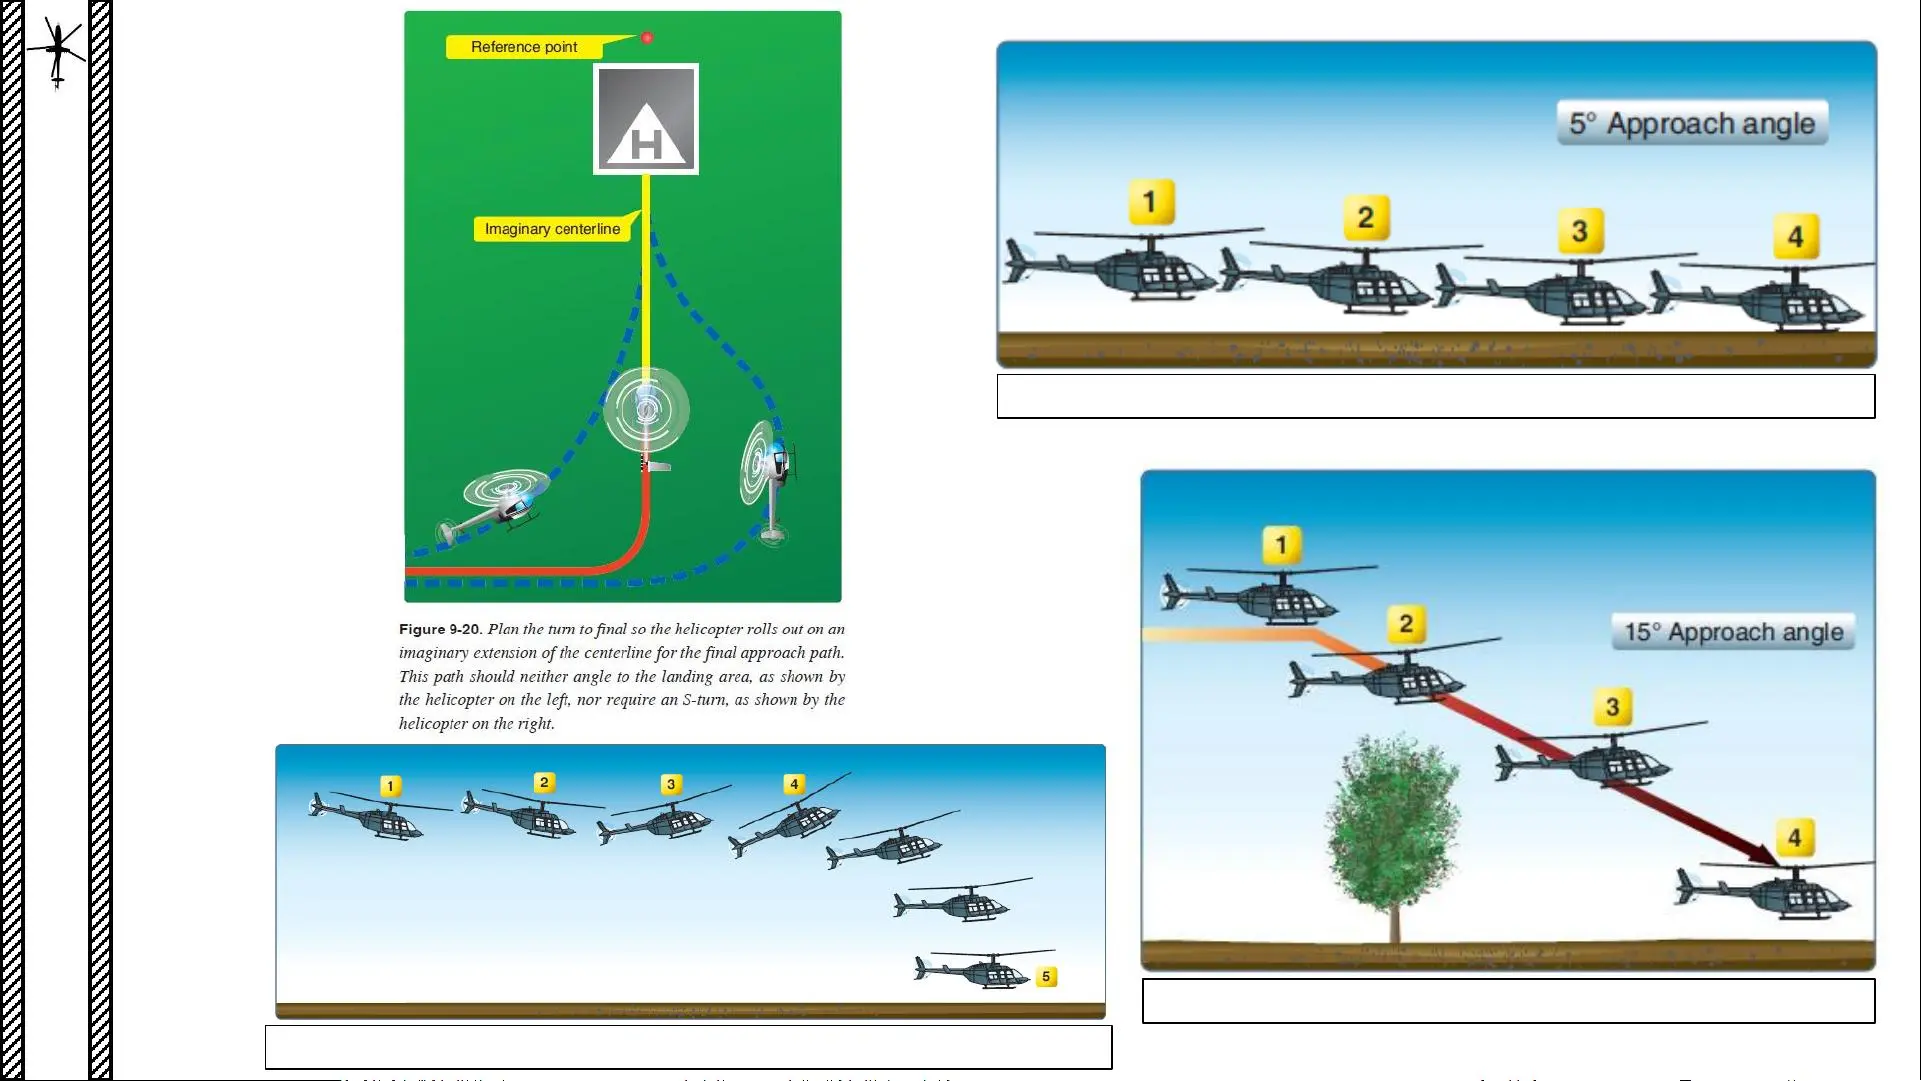 Reference point
H
Imaginary centerline
Figure 9-20. Plan the turn to final so the helicopter rolls out on an
imaginary extension of the centerline for the final approach path.
This path should neither angle to the landing area, as shown by
the helicopter on the left, nor require an S-turn, as shown by the
helicopter on the right.
1
2
3
4
5
5° Approach angle
1
2
3
4
15° Approach angle
1
2
3
4